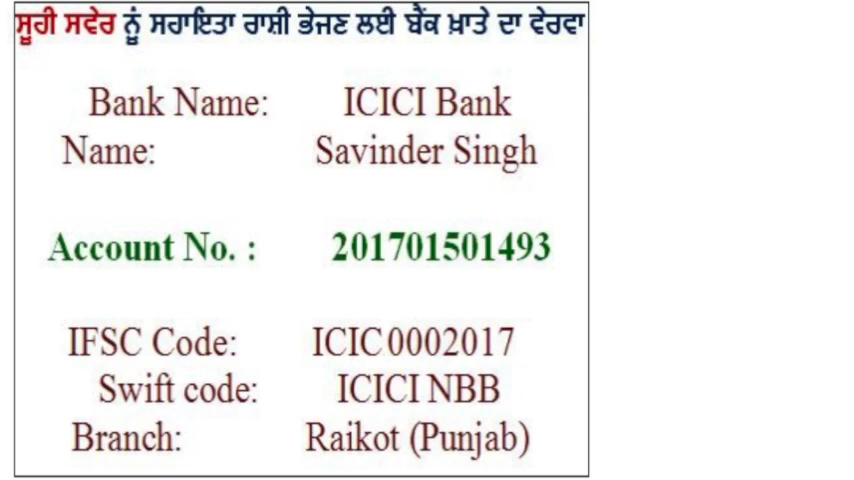 ਸੂਹੀ ਸਵੇਰ ਨੂੰ ਸਹਾਇਤਾ ਰਾਸ਼ੀ ਭੇਜਣ ਲਈ ਬੈਂਕ ਖ਼ਾਤੇ ਦਾ ਵੇਰਵਾ
Bank Name: ICICI Bank
Name: Savinder Singh
Account No. : 201701501493
IFSC Code: ICIC0002017
Swift code: ICICI NBB
Branch: Raikot (Punjab)